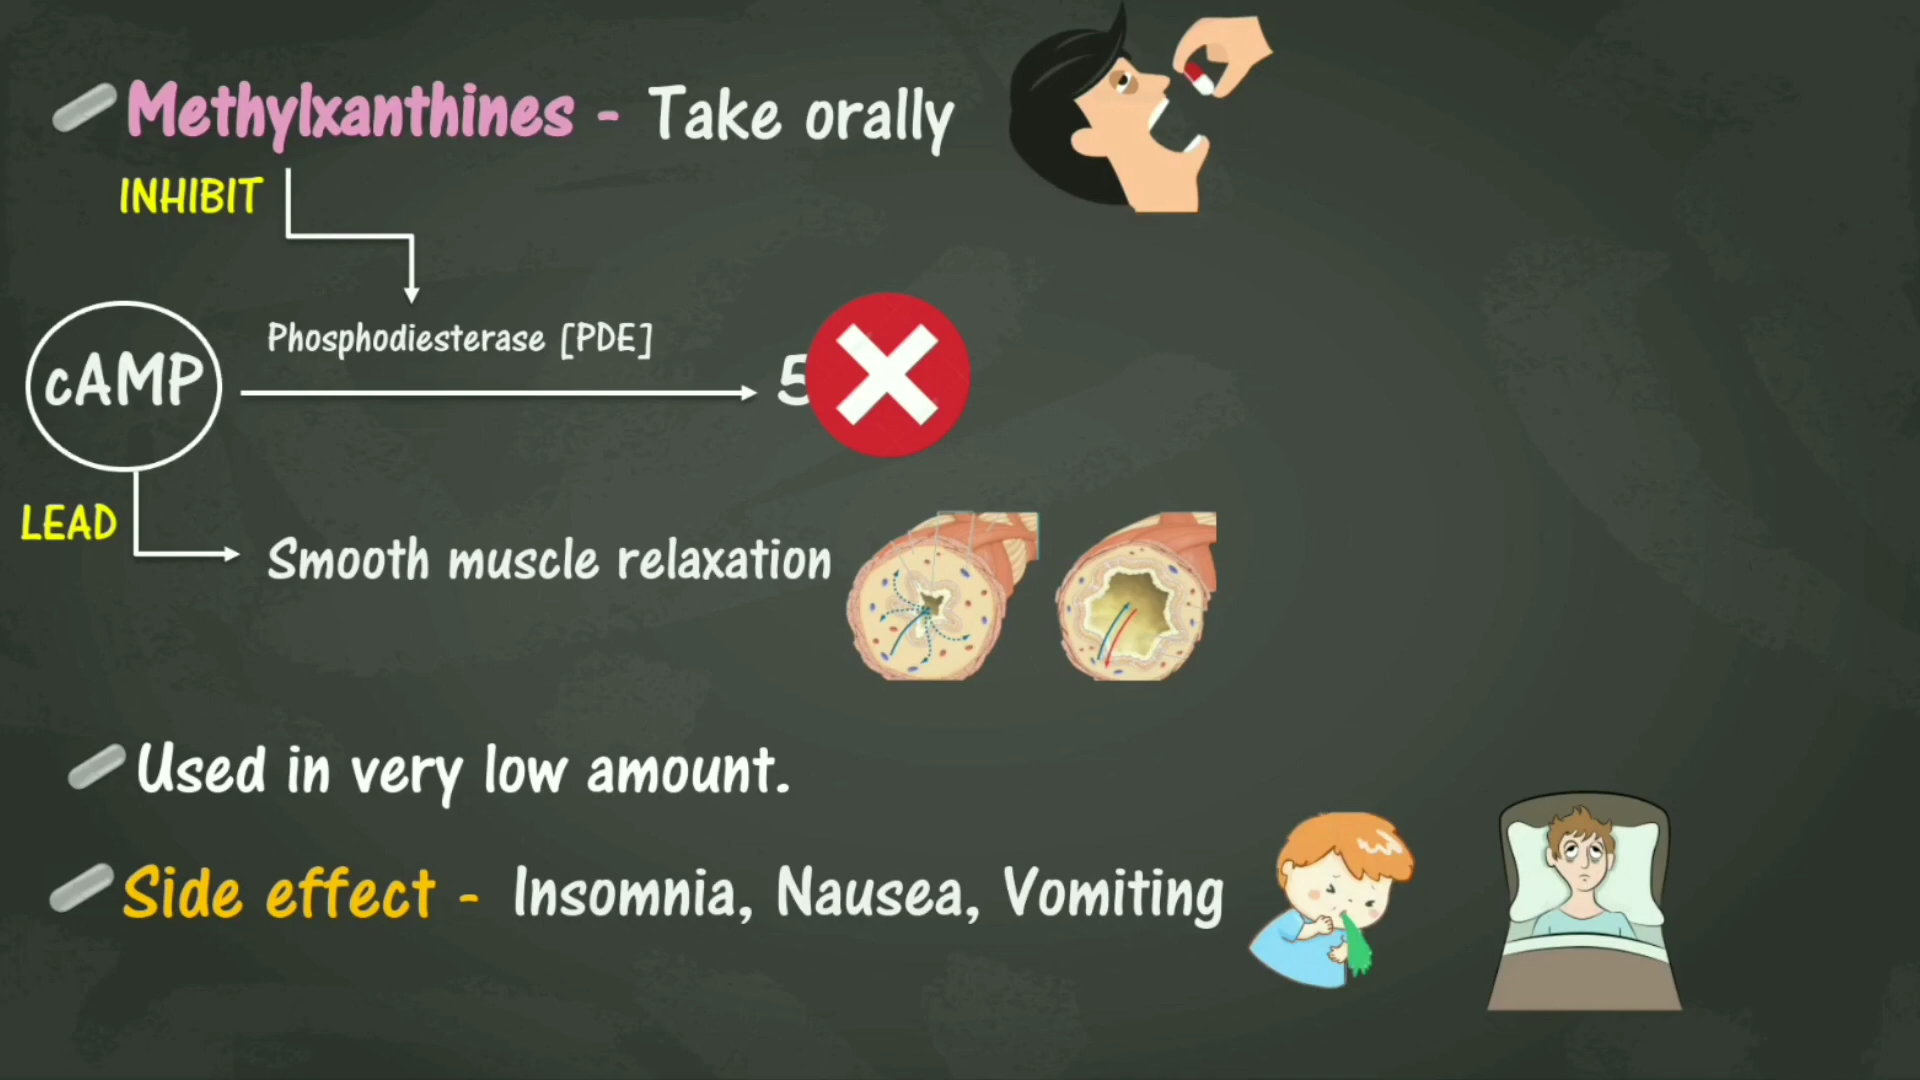 Methylxanthines - Take orally
INHIBIT
Phosphodiesterase [PDE]
cAMP
5
LEAD
Smooth muscle relaxation
Used in very low amount.
Side effect - Insomnia, Nausea, Vomiting